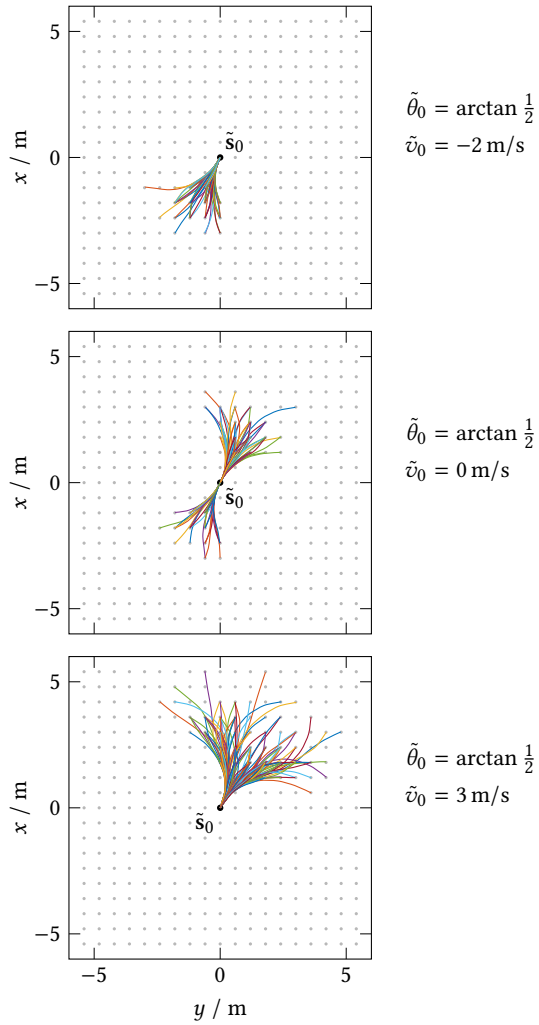 5
0
−5
x / m
s̃₀
θ̃₀ = arctan 1/2
ṽ₀ = −2 m/s
5
0
−5
x / m
s̃₀
θ̃₀ = arctan 1/2
ṽ₀ = 0 m/s
5
0
−5
x / m
s̃₀
θ̃₀ = arctan 1/2
ṽ₀ = 3 m/s
−5 0 5
y / m